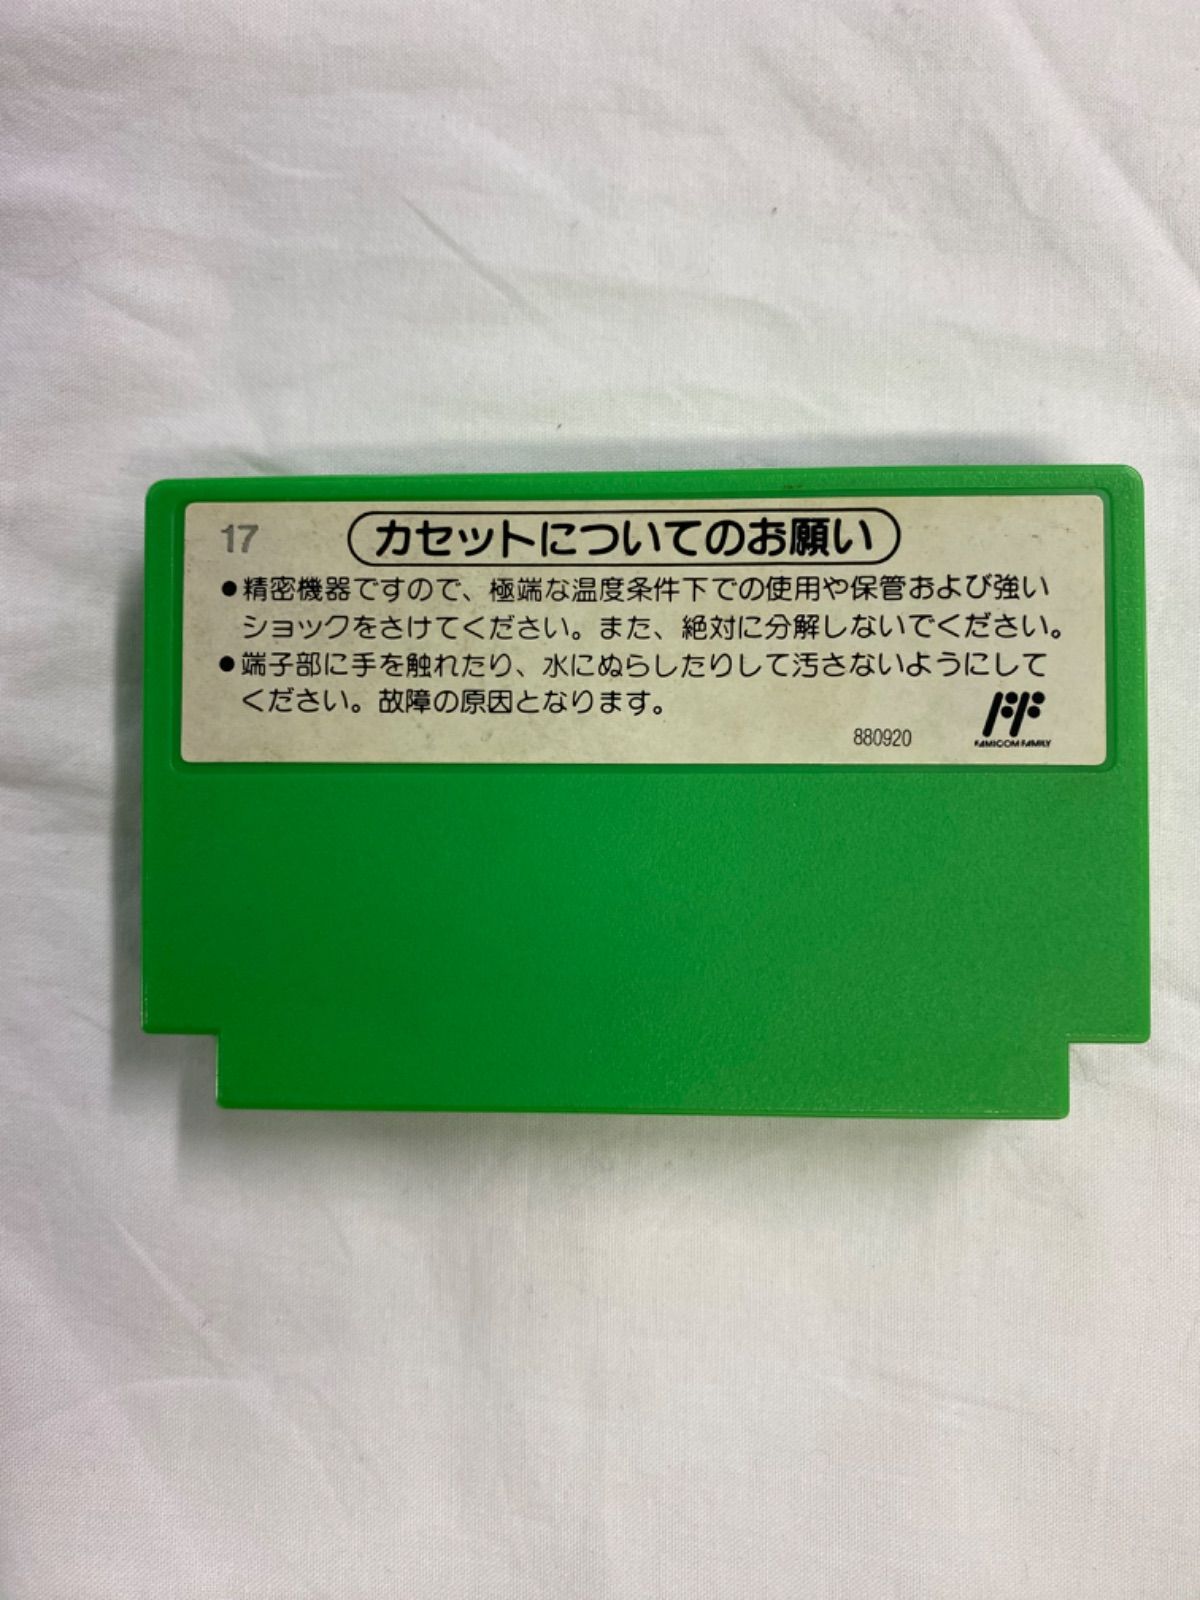 17
カセットについてのお願い
●精密機器ですので、極端な温度条件下での使用や保管および強い
ショックをさけてください。また、絶対に分解しないでください。
●端子部に手を触れたり、水にぬらしたりして汚さないようにして
ください。故障の原因となります。
880920
FAMICOM FAMILY